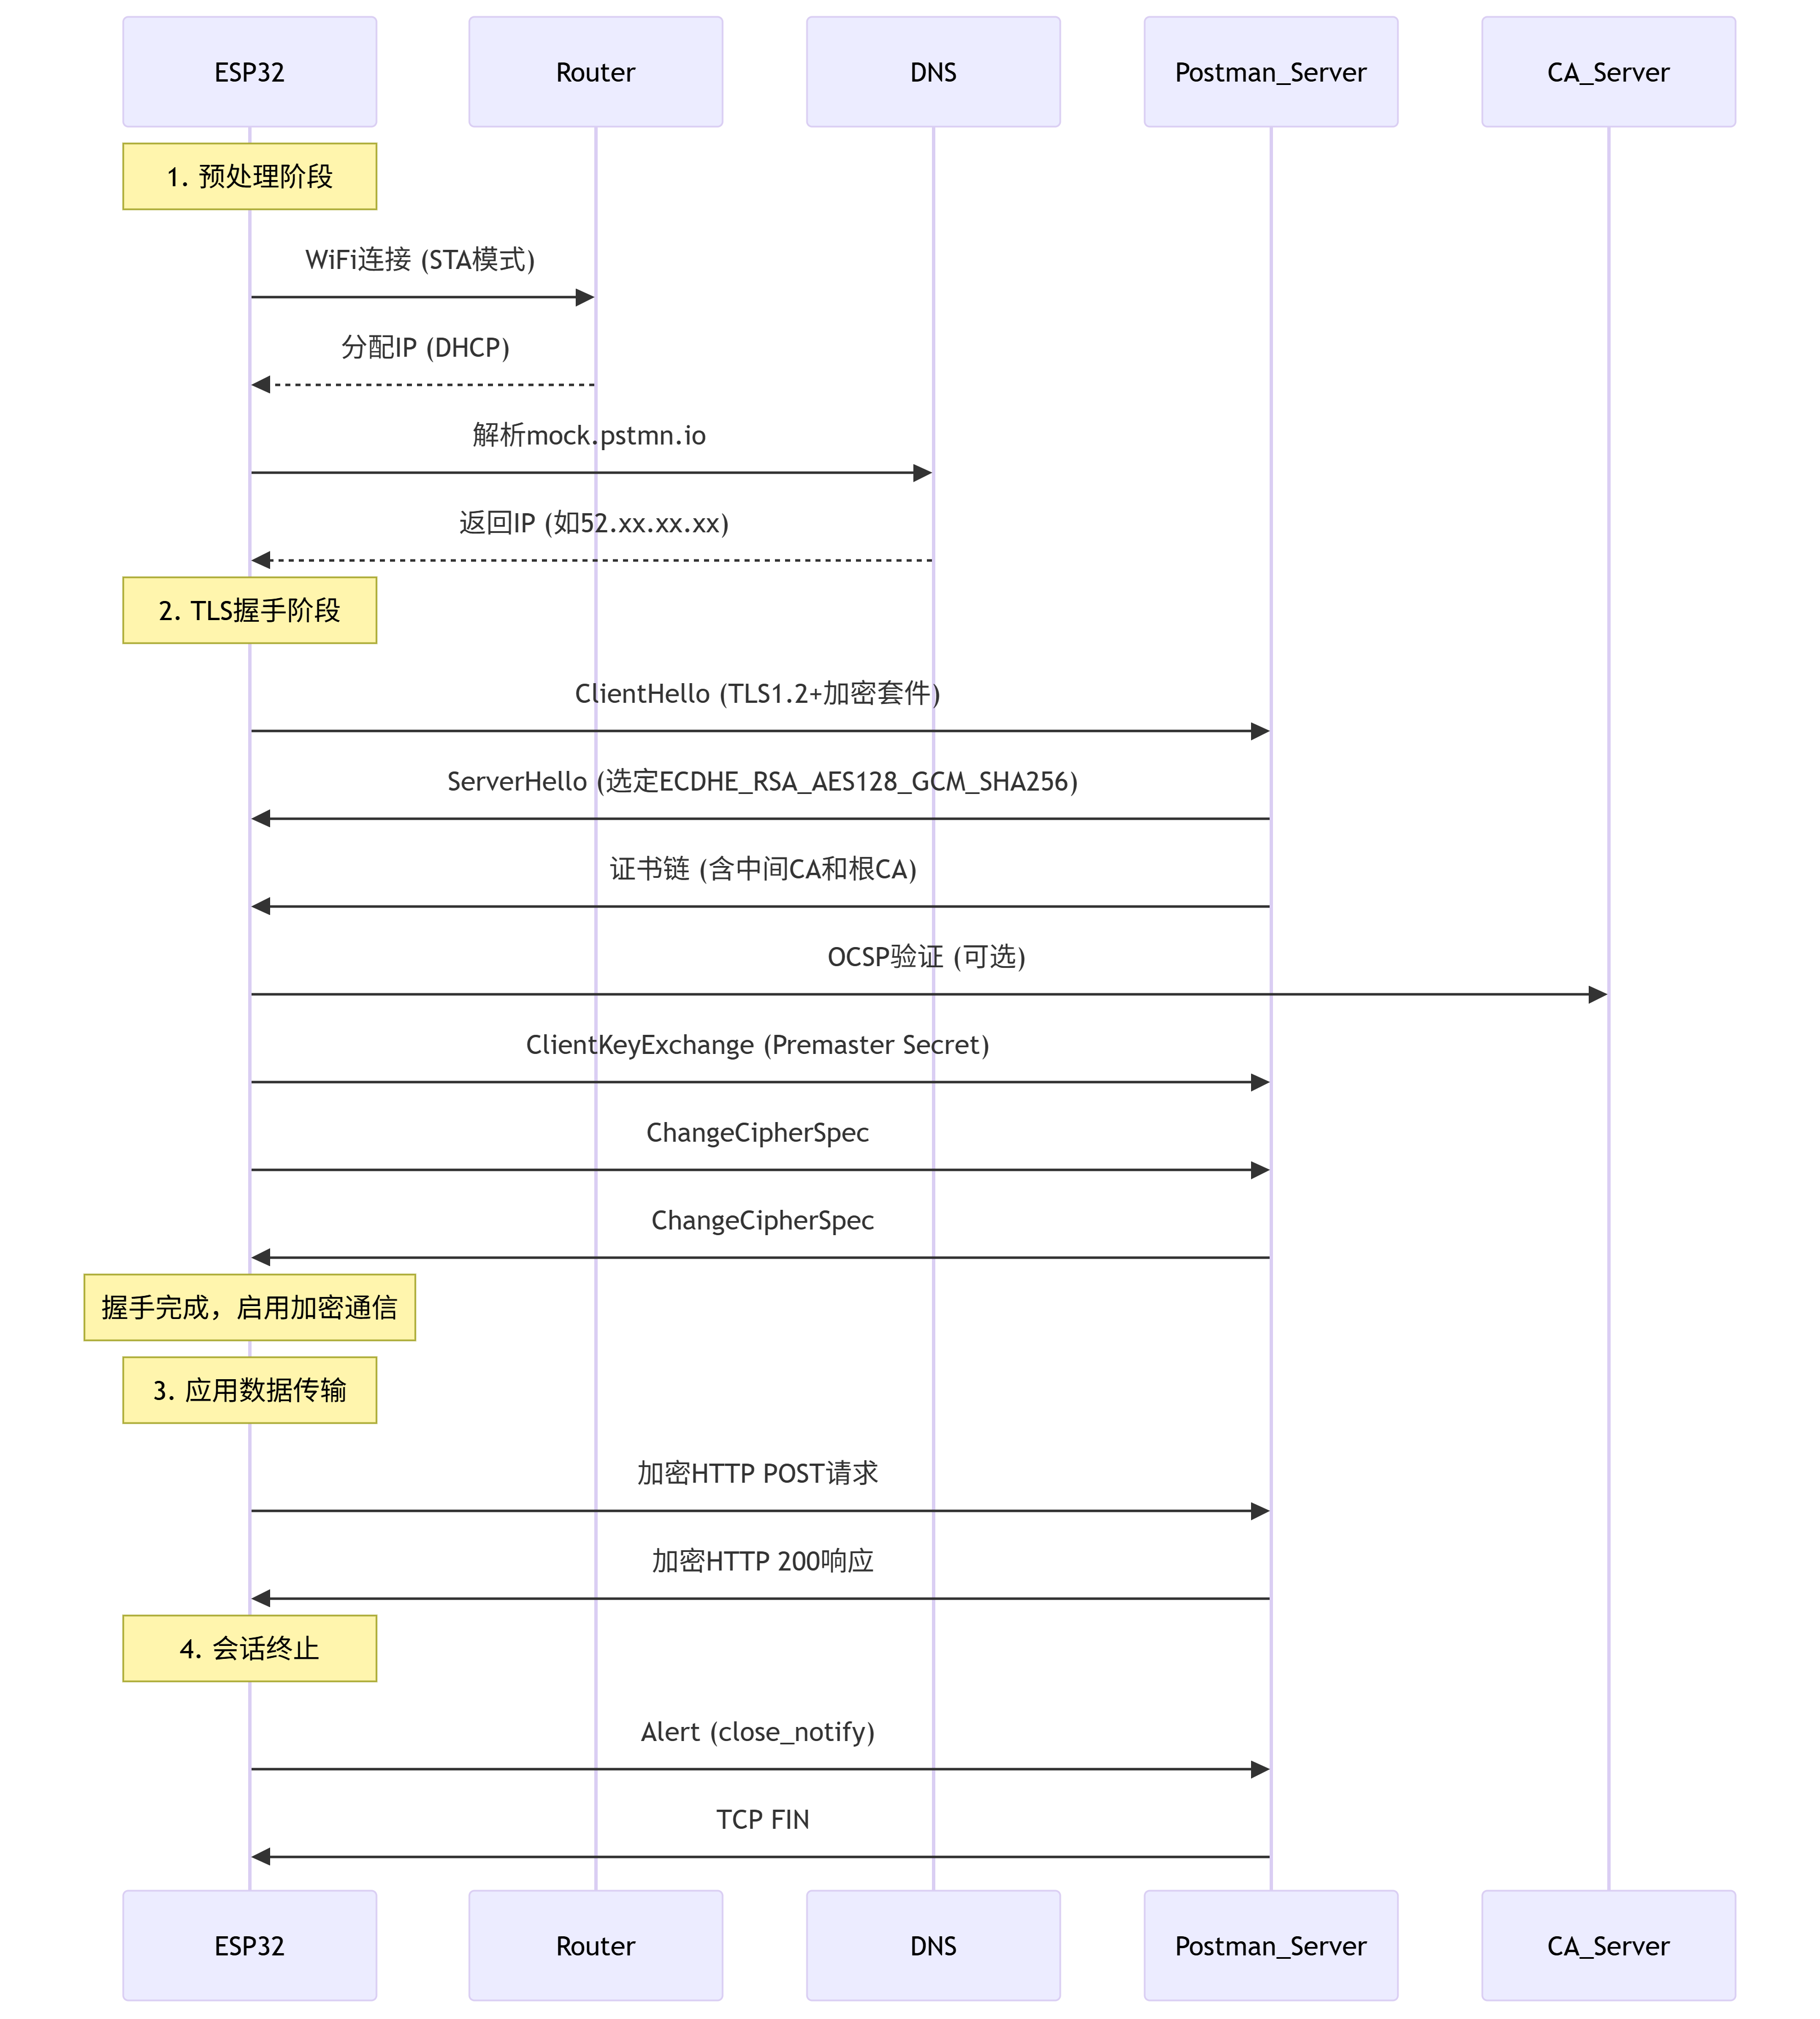 ESP32
Router
DNS
Postman_Server
CA_Server
1. 预处理阶段
WiFi连接 (STA模式)
分配IP (DHCP)
解析mock.pstmn.io
返回IP (如52.xx.xx.xx)
2. TLS握手阶段
ClientHello (TLS1.2+加密套件)
ServerHello (选定ECDHE_RSA_AES128_GCM_SHA256)
证书链 (含中间CA和根CA)
OCSP验证 (可选)
ClientKeyExchange (Premaster Secret)
ChangeCipherSpec
ChangeCipherSpec
握手完成，启用加密通信
3. 应用数据传输
加密HTTP POST请求
加密HTTP 200响应
4. 会话终止
Alert (close_notify)
TCP FIN
ESP32
Router
DNS
Postman_Server
CA_Server